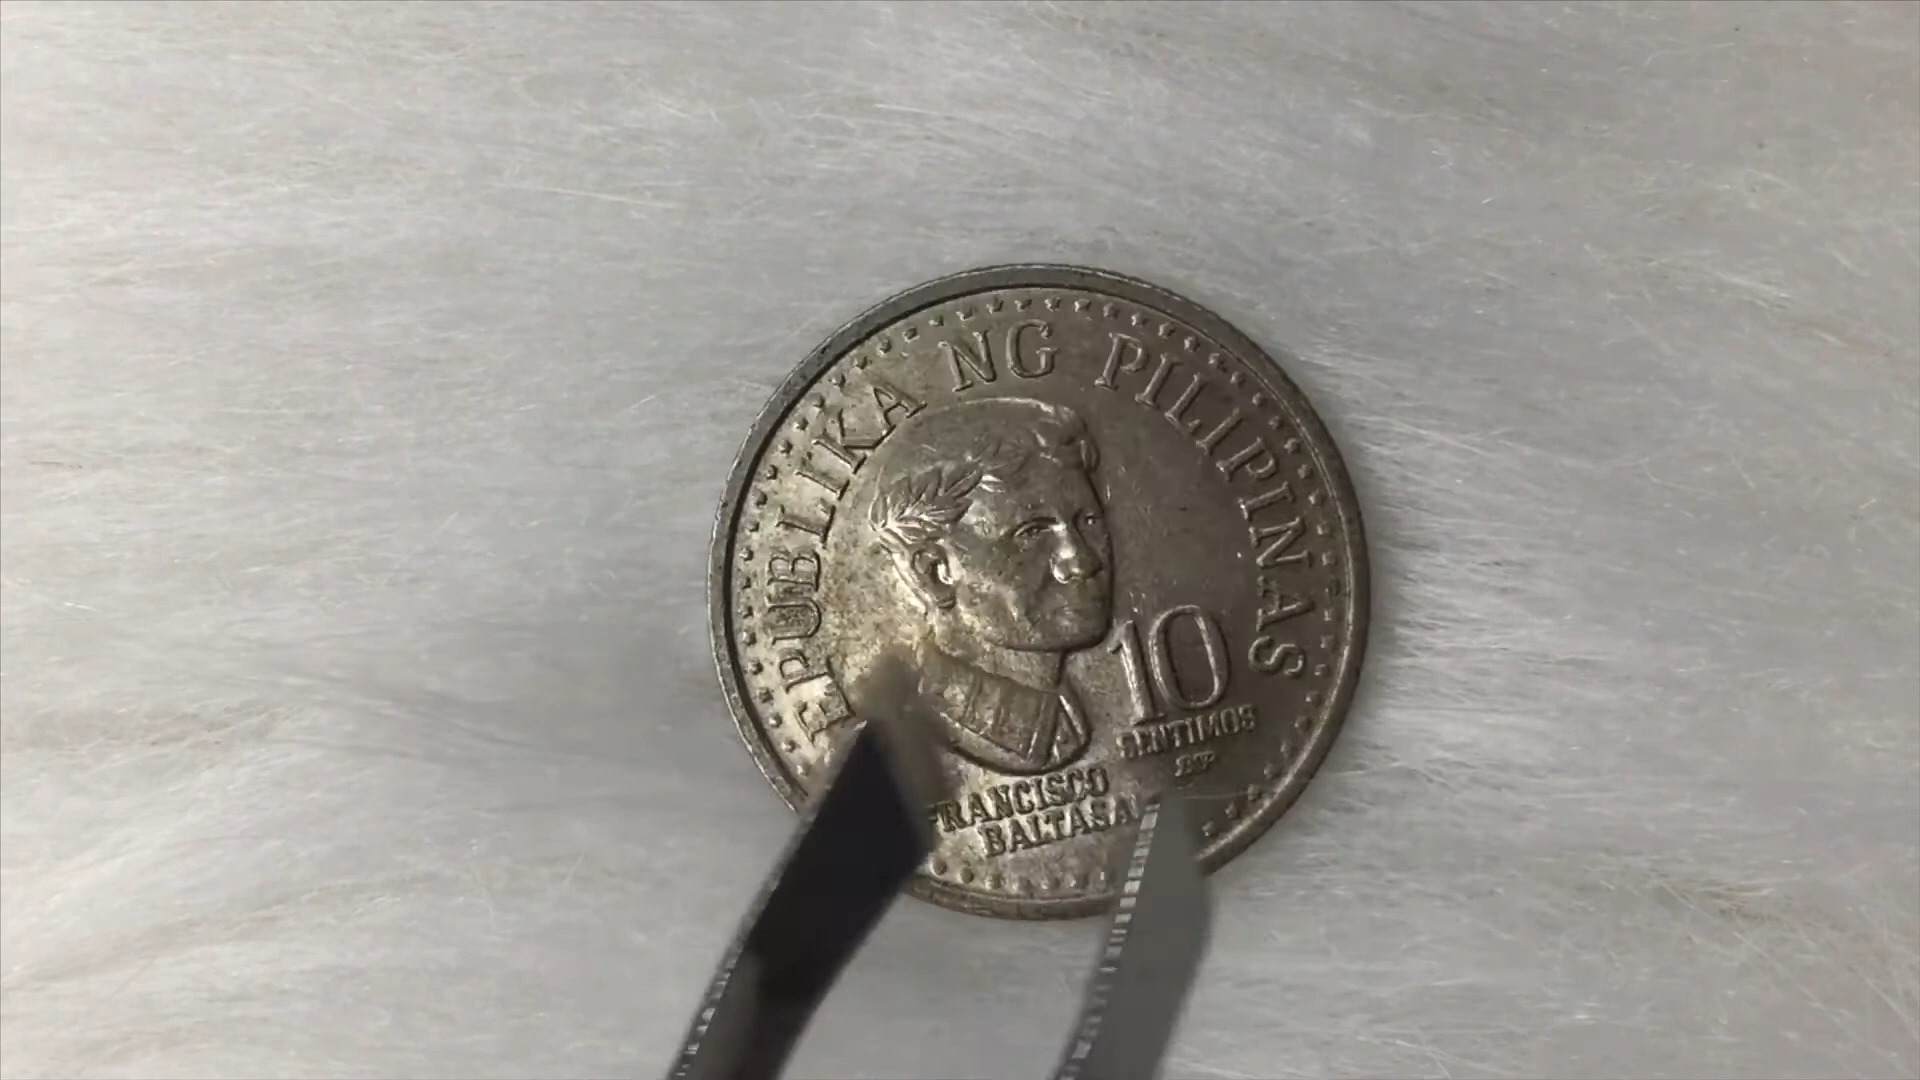 EPUBLIKA NG PILIPINAS
10
SENTIMOS
FRANCISCO
BALTASA